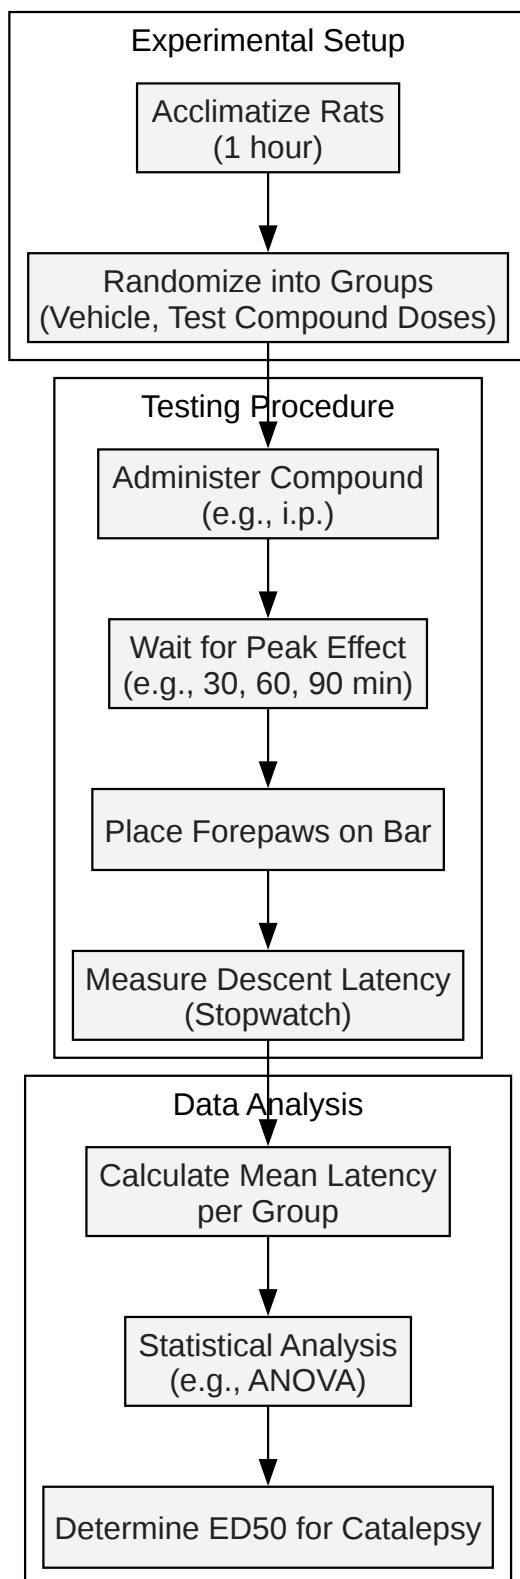 Experimental Setup
Acclimatize Rats
(1 hour)
Randomize into Groups
(Vehicle, Test Compound Doses)
Testing Procedure
Administer Compound
(e.g., i.p.)
Wait for Peak Effect
(e.g., 30, 60, 90 min)
Place Forepaws on Bar
Measure Descent Latency
(Stopwatch)
Data Analysis
Calculate Mean Latency
per Group
Statistical Analysis
(e.g., ANOVA)
Determine ED50 for Catalepsy